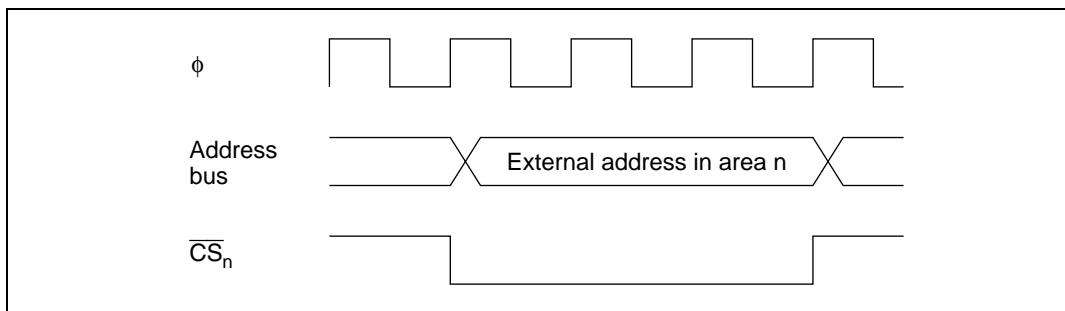 φ
Address
bus
External address in area n
CSn